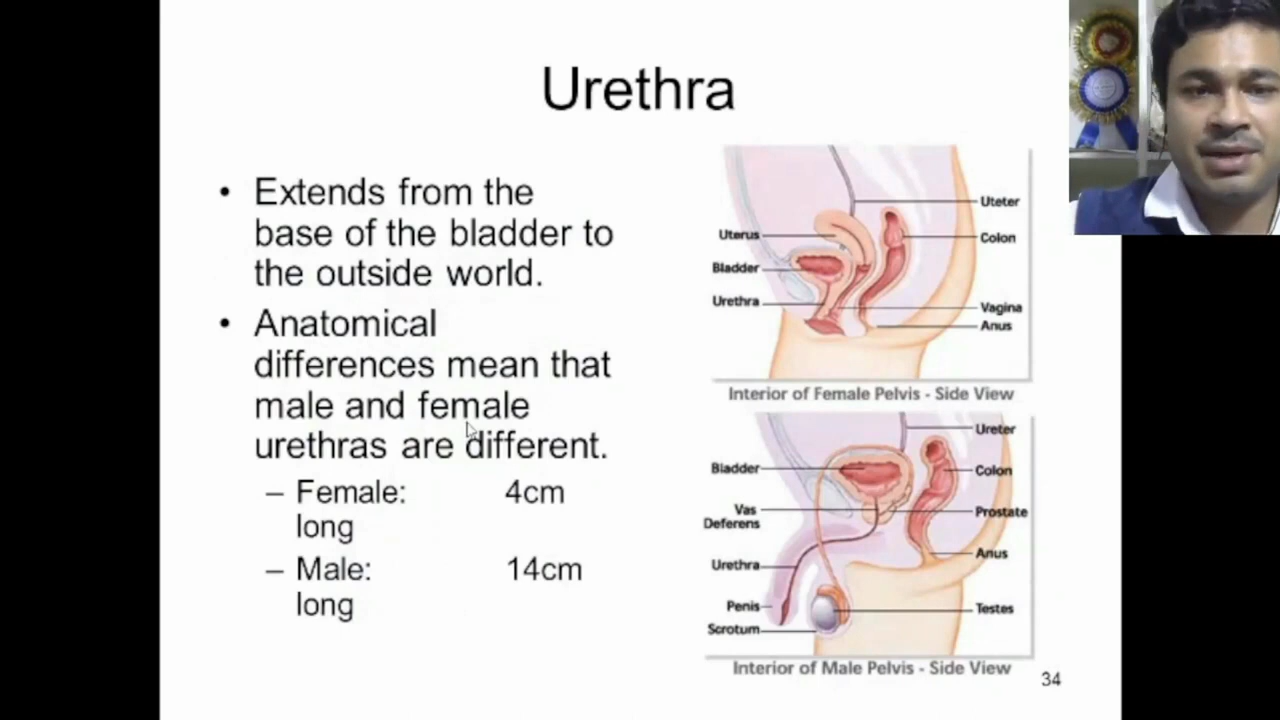 Urethra
• Extends from the
base of the bladder to
the outside world.
• Anatomical
differences mean that
male and female
urethras are different.
– Female: 4cm
long
– Male: 14cm
long
Uteter
Uterus
Colon
Bladder
Urethra
Vagina
Anus
Interior of Female Pelvis - Side View
Ureter
Bladder
Colon
Vas
Deferens
Prostate
Anus
Urethra
Penis
Testes
Scrotum
Interior of Male Pelvis - Side View
34